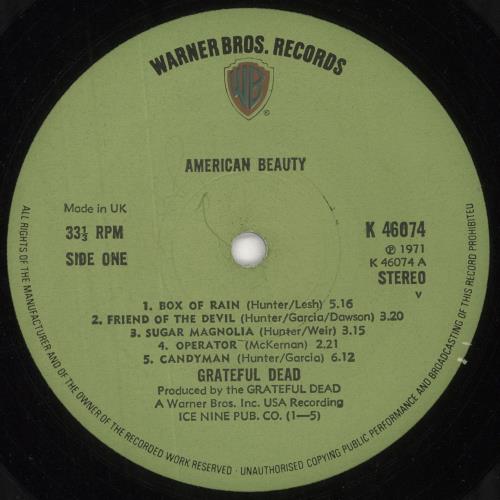 WARNER BROS. RECORDS
WB
®
AMERICAN BEAUTY
Made in UK
33⅓ RPM
SIDE ONE
K 46074
℗ 1971
K 46074 A
STEREO
V
1. BOX OF RAIN (Hunter/Lesh) 5.16
2. FRIEND OF THE DEVIL (Hunter/Garcia/Dawson) 3.20
3. SUGAR MAGNOLIA (Hunter/Weir) 3.15
4. OPERATOR (McKernan) 2.21
5. CANDYMAN (Hunter/Garcia) 6.12
GRATEFUL DEAD
Produced by the GRATEFUL DEAD
A Warner Bros. Inc. USA Recording
ICE NINE PUB. CO. (1—5)
ALL RIGHTS OF THE MANUFACTURER AND OF THE OWNER OF THE RECORDED WORK RESERVED · UNAUTHORISED COPYING PUBLIC PERFORMANCE AND BROADCASTING OF THIS RECORD PROHIBITED